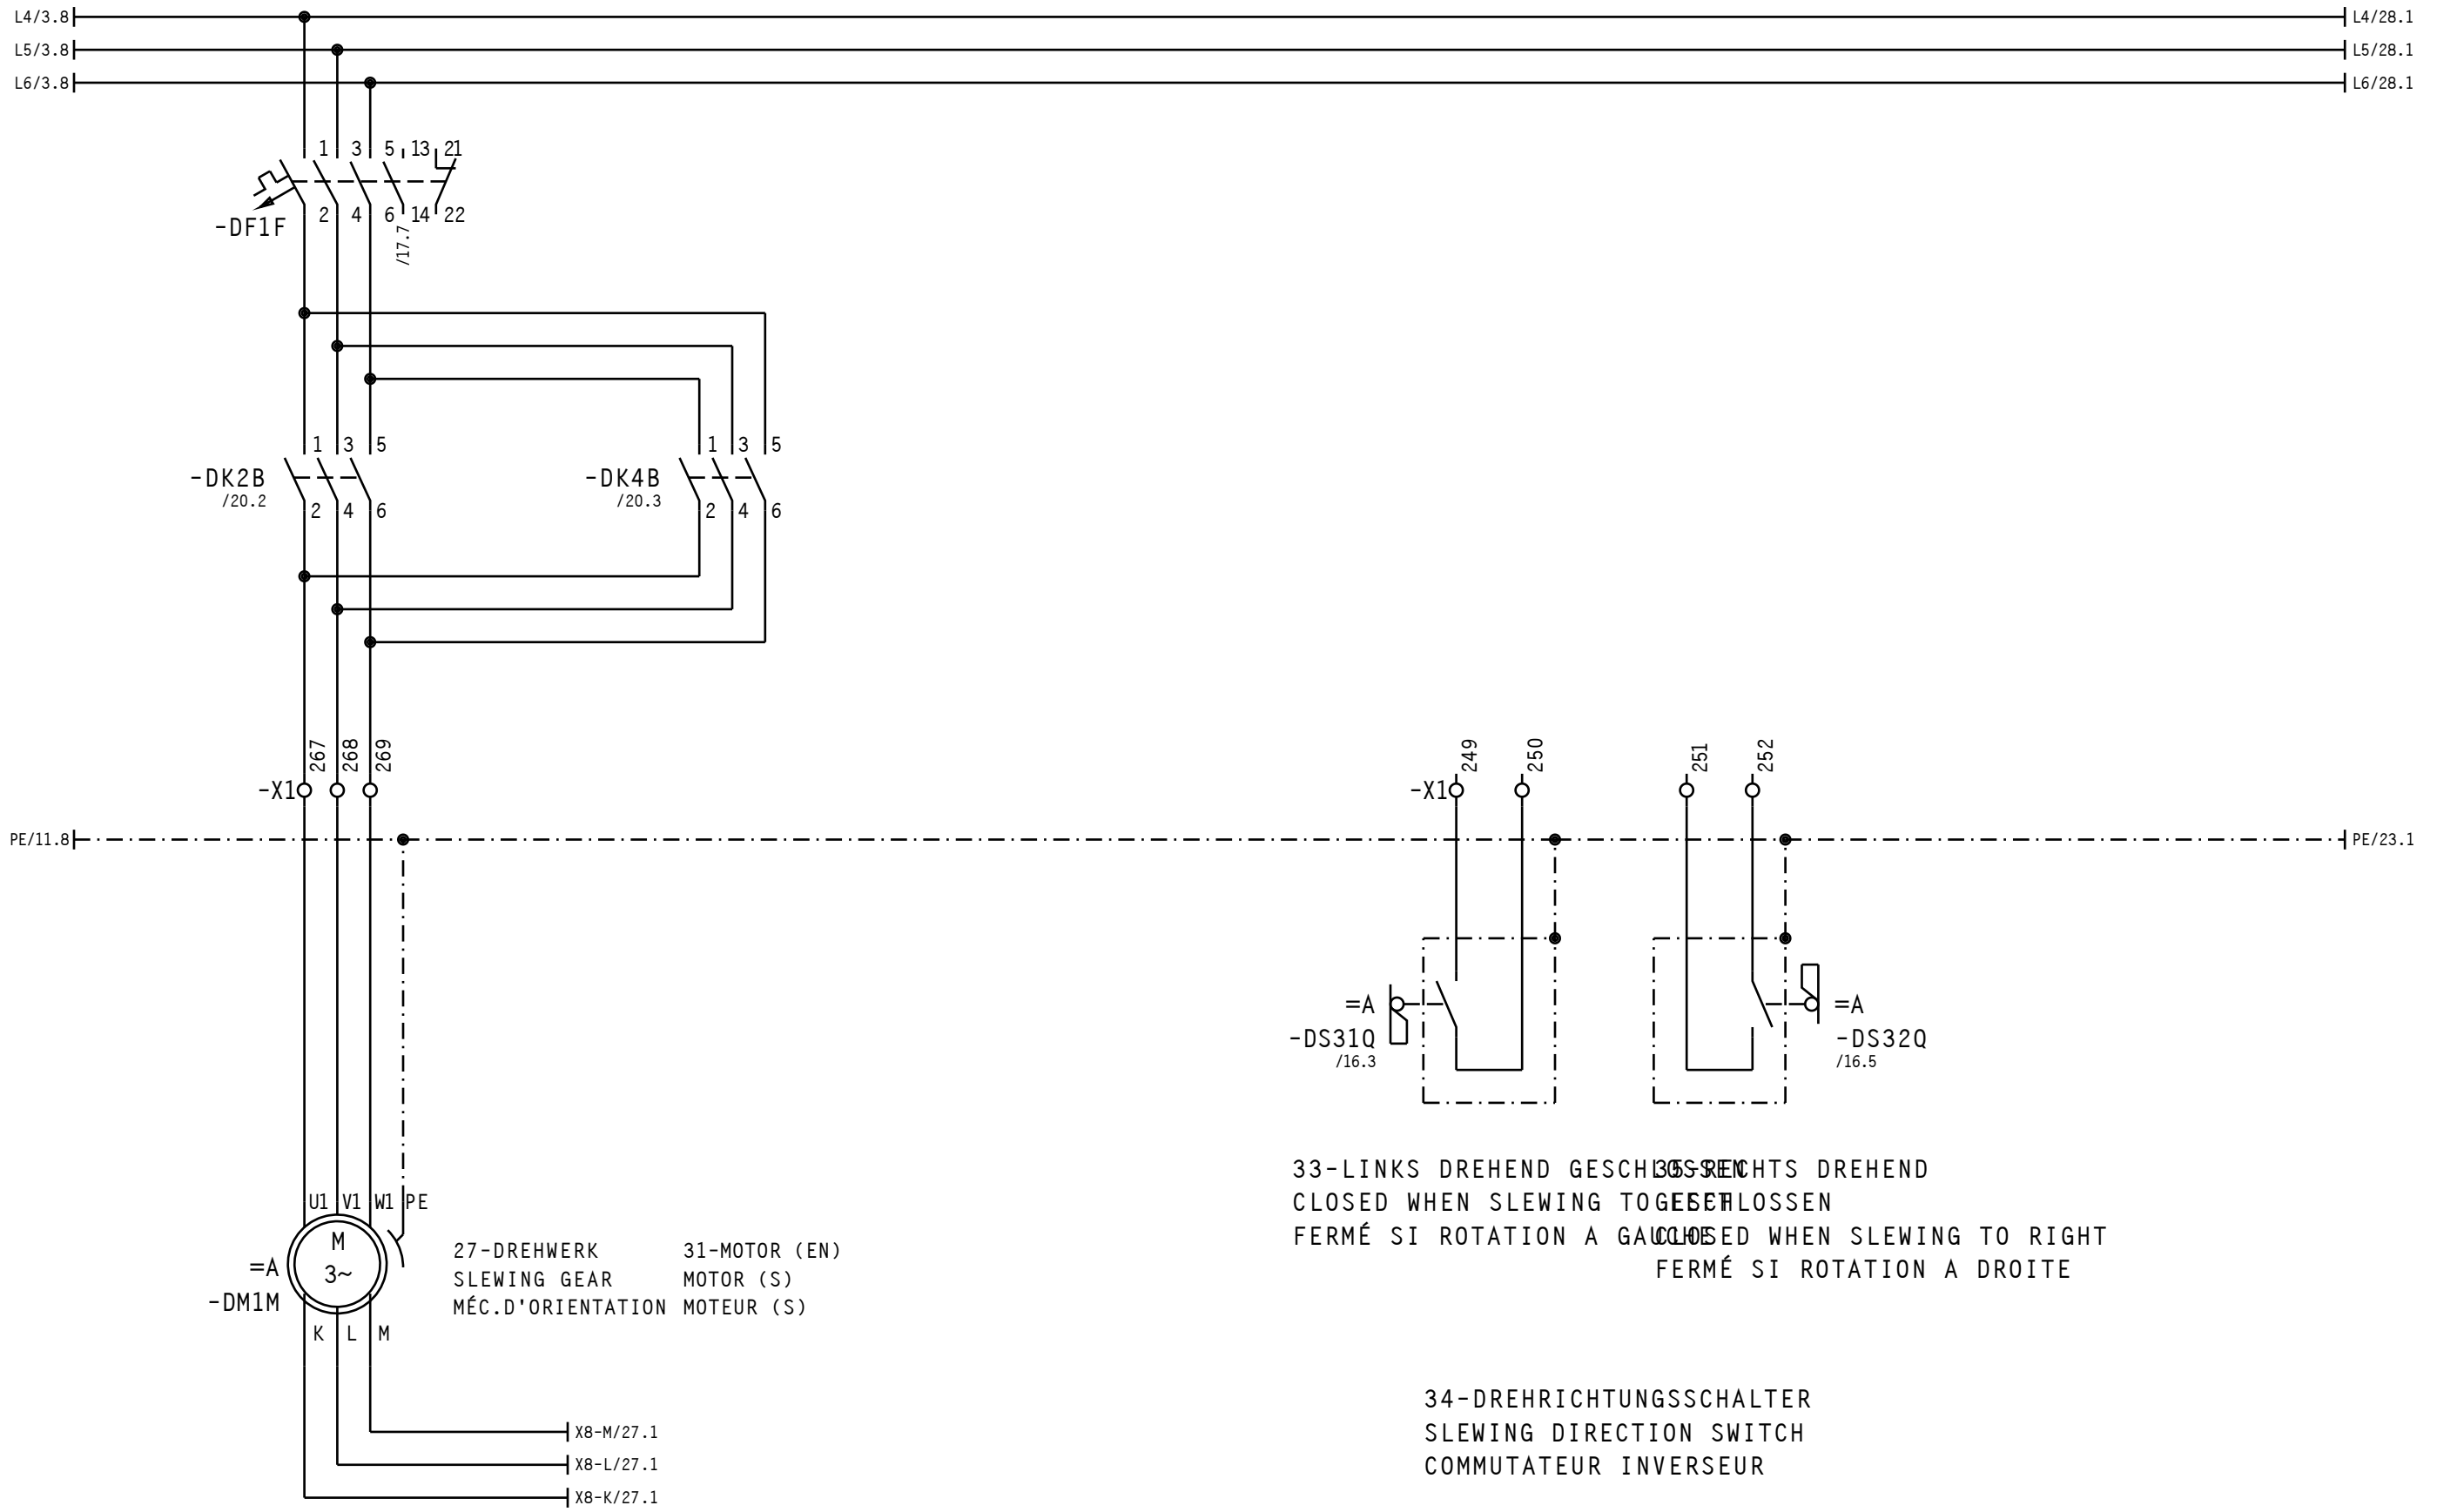 L4/3.8 L4/28.1
L5/3.8 L5/28.1
L6/3.8 L6/28.1
1 3 5 13 21
2 4 6 14 22
-DF1F
/17.7
1 3 5 1 3 5
-DK2B -DK4B
/20.2 /20.3
2 4 6 2 4 6
267 268 269 249 250 251 252
-X1 -X1
PE/11.8 PE/23.1
=A =A
-DS31Q -DS32Q
/16.3 /16.5
33-LINKS DREHEND GESCHLOSSEN
CLOSED WHEN SLEWING TO LEFT
FERMÉ SI ROTATION A GAUCHE
35-RECHTS DREHEND
GESCHLOSSEN
CLOSED WHEN SLEWING TO RIGHT
FERMÉ SI ROTATION A DROITE
U1 V1 W1 PE
M
3~
=A
-DM1M
K L M
27-DREHWERK
SLEWING GEAR
MÉC.D'ORIENTATION
31-MOTOR (EN)
MOTOR (S)
MOTEUR (S)
34-DREHRICHTUNGSSCHALTER
SLEWING DIRECTION SWITCH
COMMUTATEUR INVERSEUR
X8-M/27.1
X8-L/27.1
X8-K/27.1